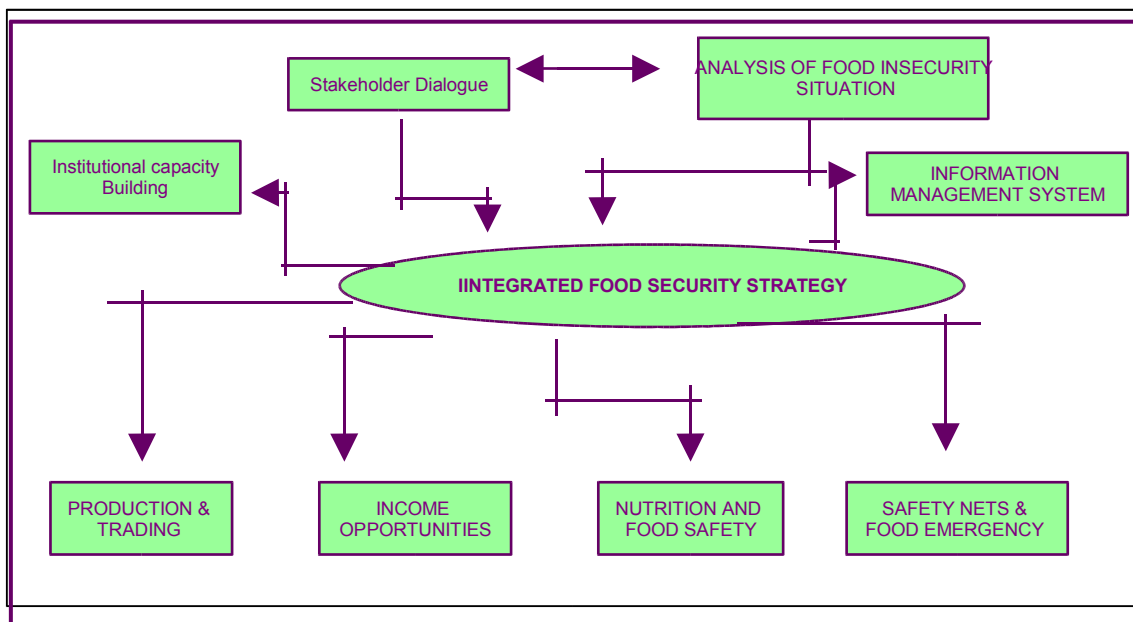 Stakeholder Dialogue
ANALYSIS OF FOOD INSECURITY
SITUATION
Institutional capacity
Building
INFORMATION
MANAGEMENT SYSTEM
IINTEGRATED FOOD SECURITY STRATEGY
PRODUCTION &
TRADING
INCOME
OPPORTUNITIES
NUTRITION AND
FOOD SAFETY
SAFETY NETS &
FOOD EMERGENCY